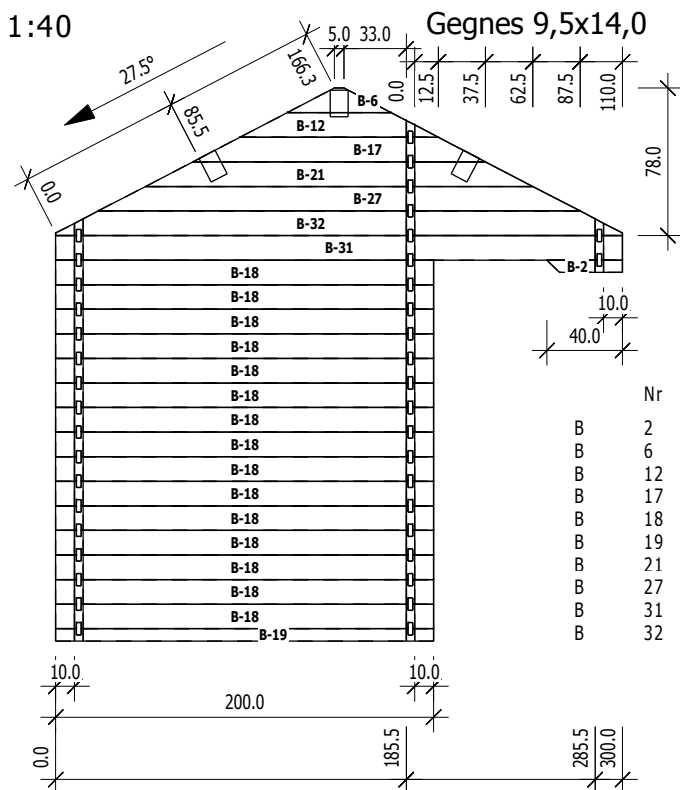 1:40
Gegnes 9,5x14,0
5.0
33.0
27.5°
166.3
85.5
0.0
0.0
12.5
37.5
62.5
87.5
110.0
78.0
B-6
B-12
B-17
B-21
B-27
B-32
B-31
B-18
B-2
B-18
B-18
B-18
B-18
B-18
B-18
B-18
B-18
B-18
B-18
B-18
B-18
B-18
B-18
B-19
10.0
40.0
Nr
B 2
B 6
B 12
B 17
B 18
B 19
B 21
B 27
B 31
B 32
10.0
10.0
200.0
0.0
185.5
285.5
300.0